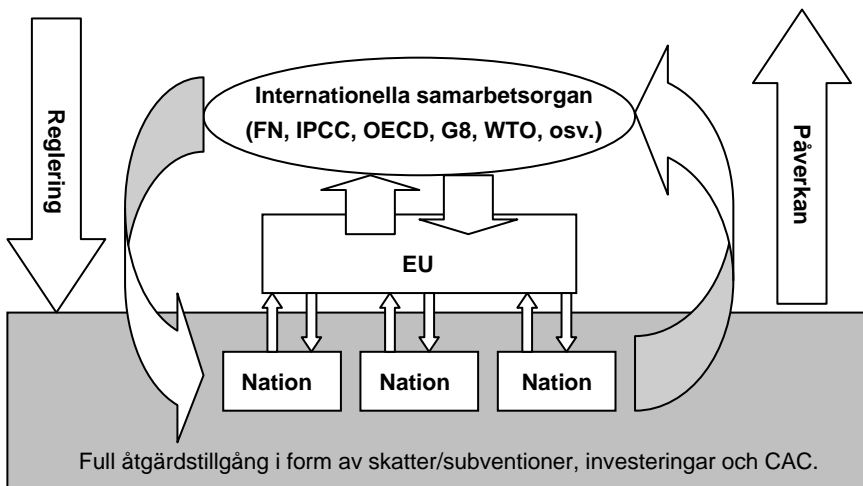 Reglering
Internationella samarbetsorgan
(FN, IPCC, OECD, G8, WTO, osv.)
Påverkan
EU
Nation
Nation
Nation
Full åtgärdstillgång i form av skatter/subventioner, investeringar och CAC.